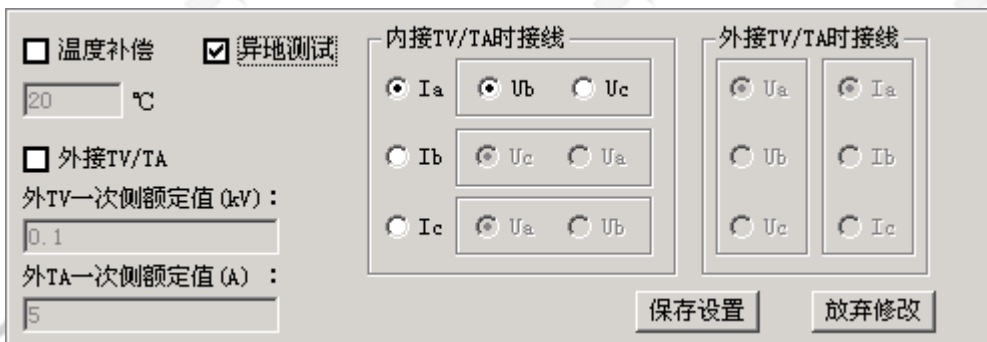 温度补偿
异地测试
20 ℃
外接TV/TA
外TV一次侧额定值(kV)：
0.1
外TA一次侧额定值(A) ：
5
内接TV/TA时接线
Ia Ub Uc
Ib Uc Ua
Ic Ua Ub
外接TV/TA时接线
Ua Ia
Ub Ib
Uc Ic
保存设置
放弃修改